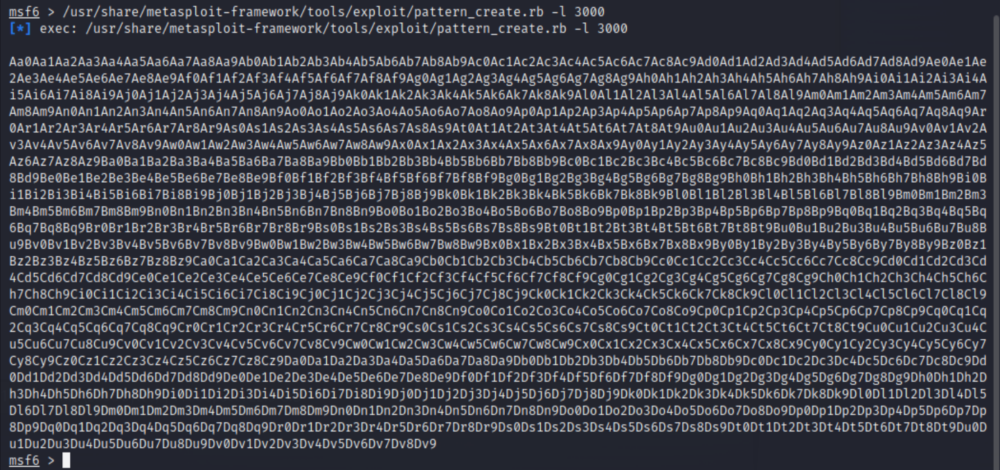 msf6 > /usr/share/metasploit-framework/tools/exploit/pattern_create.rb -l 3000
[*] exec: /usr/share/metasploit-framework/tools/exploit/pattern_create.rb -l 3000
Aa0Aa1Aa2Aa3Aa4Aa5Aa6Aa7Aa8Aa9Ab0Ab1Ab2Ab3Ab4Ab5Ab6Ab7Ab8Ab9Ac0Ac1Ac2Ac3Ac4Ac5Ac6Ac7Ac8Ac9Ad0Ad1Ad2Ad3Ad4Ad5Ad6Ad7Ad8Ad9Ae0Ae1Ae
2Ae3Ae4Ae5Ae6Ae7Ae8Ae9Af0Af1Af2Af3Af4Af5Af6Af7Af8Af9Ag0Ag1Ag2Ag3Ag4Ag5Ag6Ag7Ag8Ag9Ah0Ah1Ah2Ah3Ah4Ah5Ah6Ah7Ah8Ah9Ai0Ai1Ai2Ai3Ai4A
i5Ai6Ai7Ai8Ai9Aj0Aj1Aj2Aj3Aj4Aj5Aj6Aj7Aj8Aj9Ak0Ak1Ak2Ak3Ak4Ak5Ak6Ak7Ak8Ak9Al0Al1Al2Al3Al4Al5Al6Al7Al8Al9Am0Am1Am2Am3Am4Am5Am6Am7
Am8Am9An0An1An2An3An4An5An6An7An8An9Ao0Ao1Ao2Ao3Ao4Ao5Ao6Ao7Ao8Ao9Ap0Ap1Ap2Ap3Ap4Ap5Ap6Ap7Ap8Ap9Aq0Aq1Aq2Aq3Aq4Aq5Aq6Aq7Aq8Aq9Ar
0Ar1Ar2Ar3Ar4Ar5Ar6Ar7Ar8Ar9As0As1As2As3As4As5As6As7As8As9At0At1At2At3At4At5At6At7At8At9Au0Au1Au2Au3Au4Au5Au6Au7Au8Au9Av0Av1Av2A
v3Av4Av5Av6Av7Av8Av9Aw0Aw1Aw2Aw3Aw4Aw5Aw6Aw7Aw8Aw9Ax0Ax1Ax2Ax3Ax4Ax5Ax6Ax7Ax8Ax9Ay0Ay1Ay2Ay3Ay4Ay5Ay6Ay7Ay8Ay9Az0Az1Az2Az3Az4Az5
Az6Az7Az8Az9Ba0Ba1Ba2Ba3Ba4Ba5Ba6Ba7Ba8Ba9Bb0Bb1Bb2Bb3Bb4Bb5Bb6Bb7Bb8Bb9Bc0Bc1Bc2Bc3Bc4Bc5Bc6Bc7Bc8Bc9Bd0Bd1Bd2Bd3Bd4Bd5Bd6Bd7Bd
8Bd9Be0Be1Be2Be3Be4Be5Be6Be7Be8Be9Bf0Bf1Bf2Bf3Bf4Bf5Bf6Bf7Bf8Bf9Bg0Bg1Bg2Bg3Bg4Bg5Bg6Bg7Bg8Bg9Bh0Bh1Bh2Bh3Bh4Bh5Bh6Bh7Bh8Bh9Bi0B
i1Bi2Bi3Bi4Bi5Bi6Bi7Bi8Bi9Bj0Bj1Bj2Bj3Bj4Bj5Bj6Bj7Bj8Bj9Bk0Bk1Bk2Bk3Bk4Bk5Bk6Bk7Bk8Bk9Bl0Bl1Bl2Bl3Bl4Bl5Bl6Bl7Bl8Bl9Bm0Bm1Bm2Bm3
Bm4Bm5Bm6Bm7Bm8Bm9Bn0Bn1Bn2Bn3Bn4Bn5Bn6Bn7Bn8Bn9Bo0Bo1Bo2Bo3Bo4Bo5Bo6Bo7Bo8Bo9Bp0Bp1Bp2Bp3Bp4Bp5Bp6Bp7Bp8Bp9Bq0Bq1Bq2Bq3Bq4Bq5Bq
6Bq7Bq8Bq9Br0Br1Br2Br3Br4Br5Br6Br7Br8Br9Bs0Bs1Bs2Bs3Bs4Bs5Bs6Bs7Bs8Bs9Bt0Bt1Bt2Bt3Bt4Bt5Bt6Bt7Bt8Bt9Bu0Bu1Bu2Bu3Bu4Bu5Bu6Bu7Bu8B
u9Bv0Bv1Bv2Bv3Bv4Bv5Bv6Bv7Bv8Bv9Bw0Bw1Bw2Bw3Bw4Bw5Bw6Bw7Bw8Bw9Bx0Bx1Bx2Bx3Bx4Bx5Bx6Bx7Bx8Bx9By0By1By2By3By4By5By6By7By8By9Bz0Bz1
Bz2Bz3Bz4Bz5Bz6Bz7Bz8Bz9Ca0Ca1Ca2Ca3Ca4Ca5Ca6Ca7Ca8Ca9Cb0Cb1Cb2Cb3Cb4Cb5Cb6Cb7Cb8Cb9Cc0Cc1Cc2Cc3Cc4Cc5Cc6Cc7Cc8Cc9Cd0Cd1Cd2Cd3Cd
4Cd5Cd6Cd7Cd8Cd9Ce0Ce1Ce2Ce3Ce4Ce5Ce6Ce7Ce8Ce9Cf0Cf1Cf2Cf3Cf4Cf5Cf6Cf7Cf8Cf9Cg0Cg1Cg2Cg3Cg4Cg5Cg6Cg7Cg8Cg9Ch0Ch1Ch2Ch3Ch4Ch5Ch6C
h7Ch8Ch9Ci0Ci1Ci2Ci3Ci4Ci5Ci6Ci7Ci8Ci9Cj0Cj1Cj2Cj3Cj4Cj5Cj6Cj7Cj8Cj9Ck0Ck1Ck2Ck3Ck4Ck5Ck6Ck7Ck8Ck9Cl0Cl1Cl2Cl3Cl4Cl5Cl6Cl7Cl8Cl9
Cm0Cm1Cm2Cm3Cm4Cm5Cm6Cm7Cm8Cm9Cn0Cn1Cn2Cn3Cn4Cn5Cn6Cn7Cn8Cn9Co0Co1Co2Co3Co4Co5Co6Co7Co8Co9Cp0Cp1Cp2Cp3Cp4Cp5Cp6Cp7Cp8Cp9Cq0Cq1Cq
2Cq3Cq4Cq5Cq6Cq7Cq8Cq9Cr0Cr1Cr2Cr3Cr4Cr5Cr6Cr7Cr8Cr9Cs0Cs1Cs2Cs3Cs4Cs5Cs6Cs7Cs8Cs9Ct0Ct1Ct2Ct3Ct4Ct5Ct6Ct7Ct8Ct9Cu0Cu1Cu2Cu3Cu4C
u5Cu6Cu7Cu8Cu9Cv0Cv1Cv2Cv3Cv4Cv5Cv6Cv7Cv8Cv9Cw0Cw1Cw2Cw3Cw4Cw5Cw6Cw7Cw8Cw9Cx0Cx1Cx2Cx3Cx4Cx5Cx6Cx7Cx8Cx9Cy0Cy1Cy2Cy3Cy4Cy5Cy6Cy7
Cy8Cy9Cz0Cz1Cz2Cz3Cz4Cz5Cz6Cz7Cz8Cz9Da0Da1Da2Da3Da4Da5Da6Da7Da8Da9Db0Db1Db2Db3Db4Db5Db6Db7Db8Db9Dc0Dc1Dc2Dc3Dc4Dc5Dc6Dc7Dc8Dc9Dd
0Dd1Dd2Dd3Dd4Dd5Dd6Dd7Dd8Dd9De0De1De2De3De4De5De6De7De8De9Df0Df1Df2Df3Df4Df5Df6Df7Df8Df9Dg0Dg1Dg2Dg3Dg4Dg5Dg6Dg7Dg8Dg9Dh0Dh1Dh2D
h3Dh4Dh5Dh6Dh7Dh8Dh9Di0Di1Di2Di3Di4Di5Di6Di7Di8Di9Dj0Dj1Dj2Dj3Dj4Dj5Dj6Dj7Dj8Dj9Dk0Dk1Dk2Dk3Dk4Dk5Dk6Dk7Dk8Dk9Dl0Dl1Dl2Dl3Dl4Dl5
Dl6Dl7Dl8Dl9Dm0Dm1Dm2Dm3Dm4Dm5Dm6Dm7Dm8Dm9Dn0Dn1Dn2Dn3Dn4Dn5Dn6Dn7Dn8Dn9Do0Do1Do2Do3Do4Do5Do6Do7Do8Do9Dp0Dp1Dp2Dp3Dp4Dp5Dp6Dp7Dp
8Dp9Dq0Dq1Dq2Dq3Dq4Dq5Dq6Dq7Dq8Dq9Dr0Dr1Dr2Dr3Dr4Dr5Dr6Dr7Dr8Dr9Ds0Ds1Ds2Ds3Ds4Ds5Ds6Ds7Ds8Ds9Dt0Dt1Dt2Dt3Dt4Dt5Dt6Dt7Dt8Dt9Du0D
u1Du2Du3Du4Du5Du6Du7Du8Du9Dv0Dv1Dv2Dv3Dv4Dv5Dv6Dv7Dv8Dv9
msf6 >